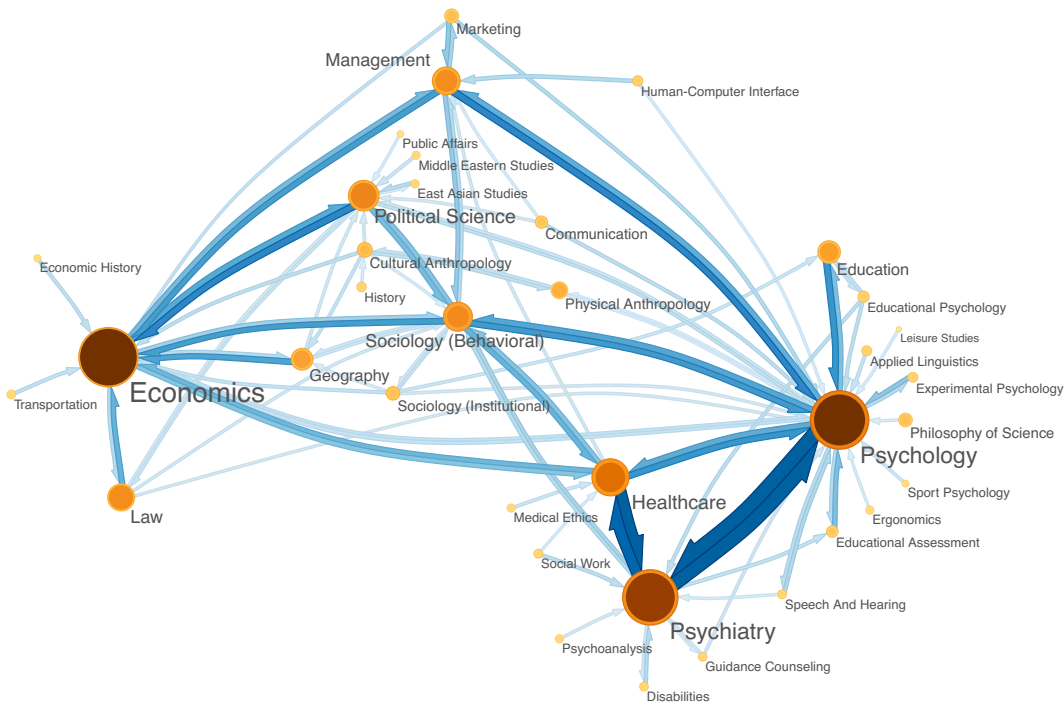 Marketing
Management
Human-Computer Interface
Public Affairs
Middle Eastern Studies
East Asian Studies
Political Science
Communication
Economic History
Cultural Anthropology
Education
History
Physical Anthropology
Educational Psychology
Sociology (Behavioral)
Leisure Studies
Geography
Applied Linguistics
Economics
Experimental Psychology
Transportation
Sociology (Institutional)
Philosophy of Science
Psychology
Sport Psychology
Healthcare
Law
Medical Ethics
Ergonomics
Educational Assessment
Social Work
Speech And Hearing
Psychiatry
Psychoanalysis
Guidance Counseling
Disabilities